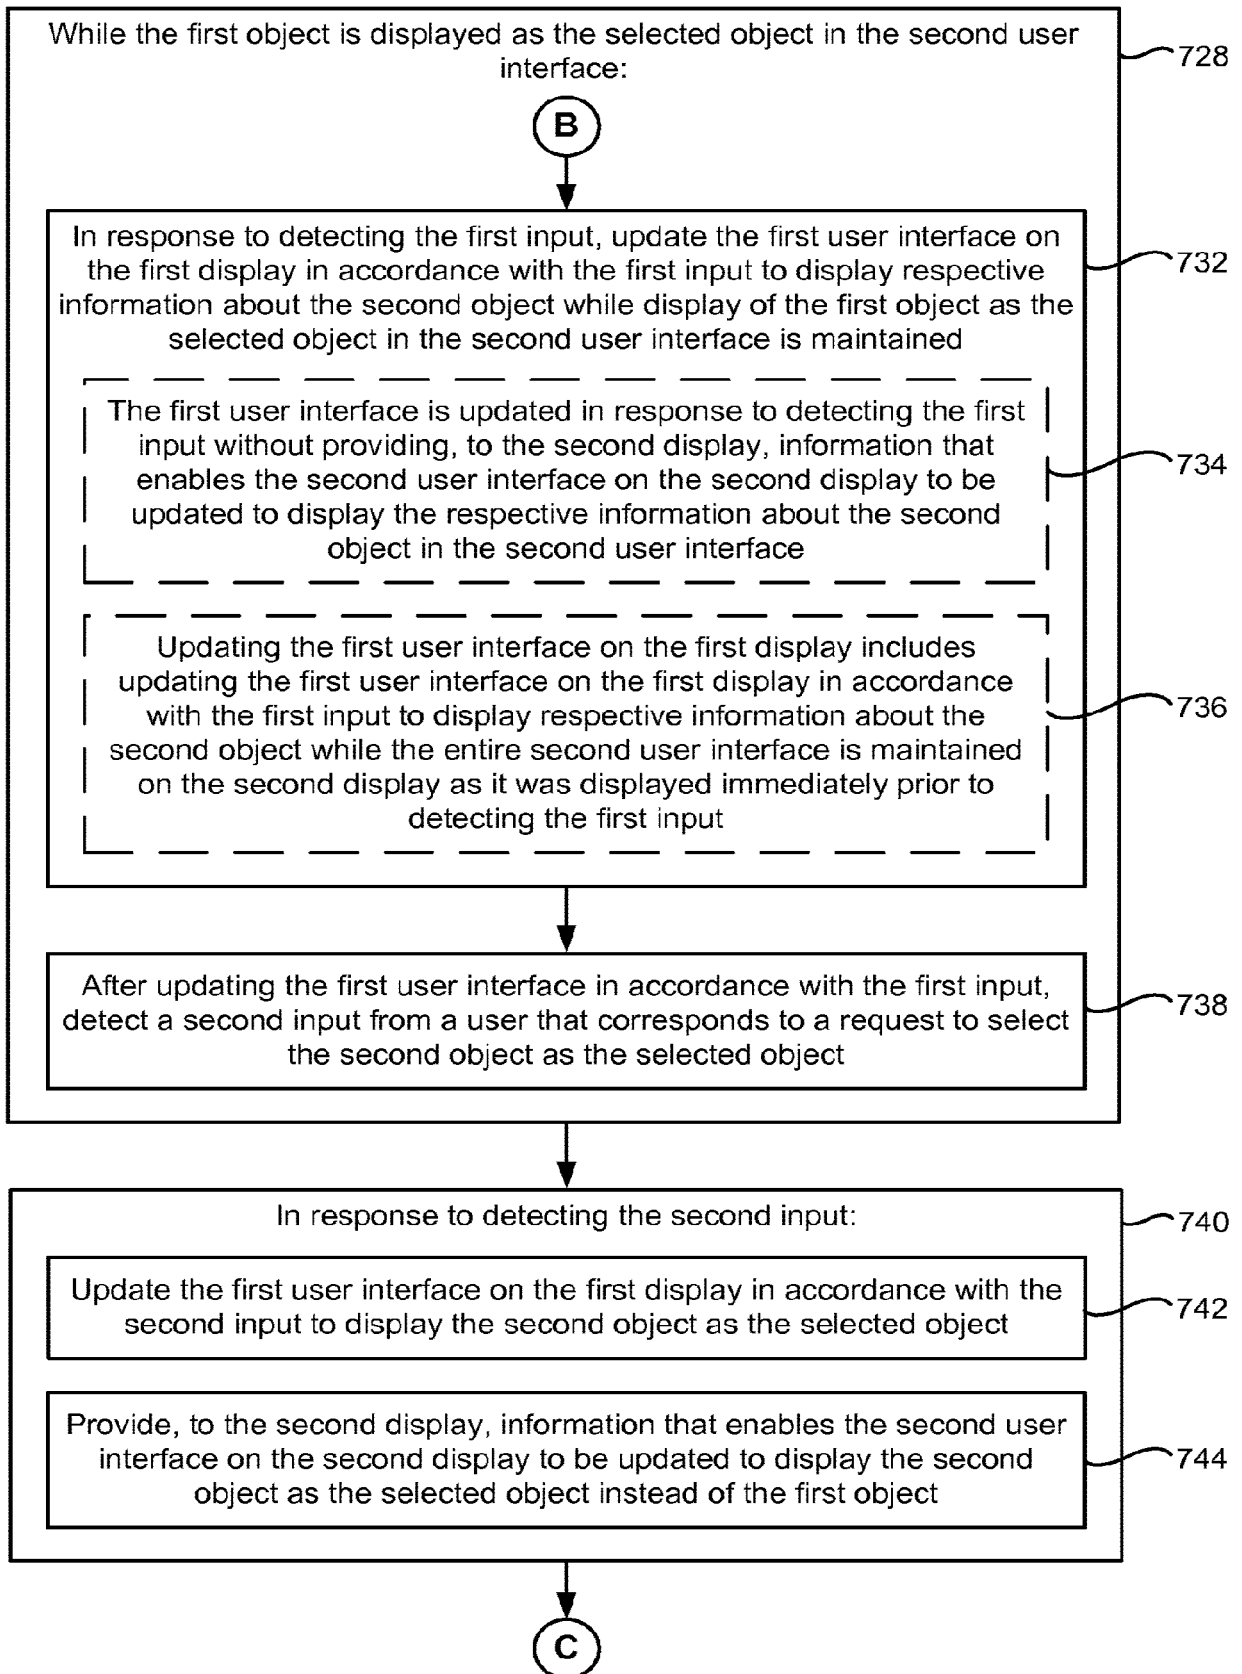 While the first object is displayed as the selected object in the second user
interface:
728
B
In response to detecting the first input, update the first user interface on
the first display in accordance with the first input to display respective
information about the second object while display of the first object as the
selected object in the second user interface is maintained
732
The first user interface is updated in response to detecting the first
input without providing, to the second display, information that
enables the second user interface on the second display to be
updated to display the respective information about the second
object in the second user interface
734
Updating the first user interface on the first display includes
updating the first user interface on the first display in accordance
with the first input to display respective information about the
second object while the entire second user interface is maintained
on the second display as it was displayed immediately prior to
detecting the first input
736
After updating the first user interface in accordance with the first input,
detect a second input from a user that corresponds to a request to select
the second object as the selected object
738
In response to detecting the second input:
740
Update the first user interface on the first display in accordance with the
second input to display the second object as the selected object
742
Provide, to the second display, information that enables the second user
interface on the second display to be updated to display the second
object as the selected object instead of the first object
744
C